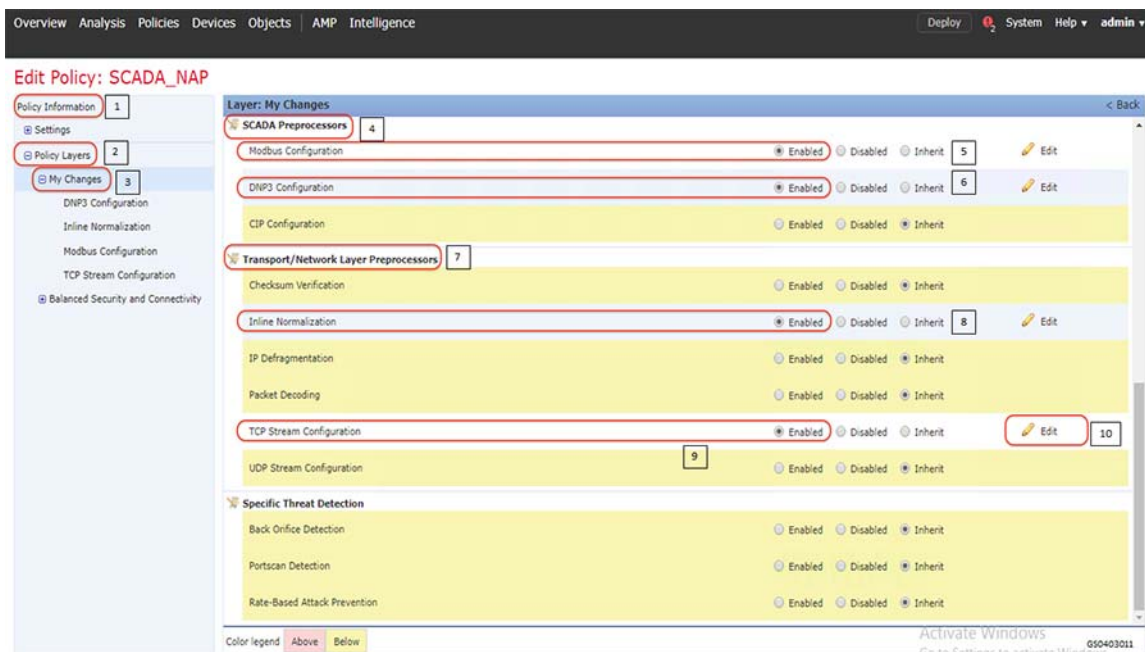 Overview Analysis Policies Devices Objects AMP Intelligence Deploy 2 System Help admin
Edit Policy: SCADA_NAP
Policy Information 1
Settings
Policy Layers 2
My Changes 3
DNP3 Configuration
Inline Normalization
Modbus Configuration
TCP Stream Configuration
Balanced Security and Connectivity
Layer: My Changes < Back
SCADA Preprocessors 4
Modbus Configuration Enabled Disabled Inherit 5 Edit
DNP3 Configuration Enabled Disabled Inherit 6 Edit
CIP Configuration Enabled Disabled Inherit
Transport/Network Layer Preprocessors 7
Checksum Verification Enabled Disabled Inherit
Inline Normalization Enabled Disabled Inherit 8 Edit
IP Defragmentation Enabled Disabled Inherit
Packet Decoding Enabled Disabled Inherit
TCP Stream Configuration Enabled Disabled Inherit Edit 10
9
UDP Stream Configuration Enabled Disabled Inherit
Specific Threat Detection
Back Orifice Detection Enabled Disabled Inherit
Portscan Detection Enabled Disabled Inherit
Rate-Based Attack Prevention Enabled Disabled Inherit
Color legend Above Below
Activate Windows
GS0403011